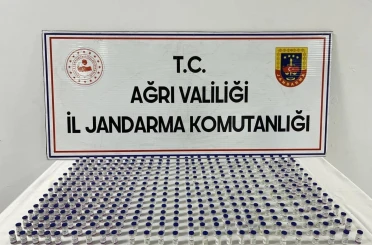 T.C.
AĞRI VALİLİĞİ
İL JANDARMA KOMUTANLIĞI